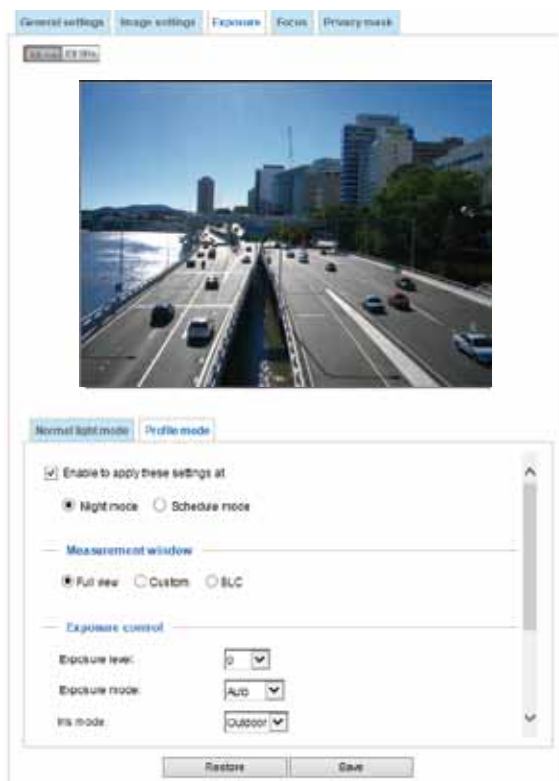 General settings Image settings Exposure Focus Privacy mask
Normal light mode Profile mode
Enable to apply these settings at
Night mode Schedule mode
Measurement window
Full view Custom BLC
Exposure control
Exposure level: 0
Exposure mode: Auto
Iris mode: Outdoor
Restore Save